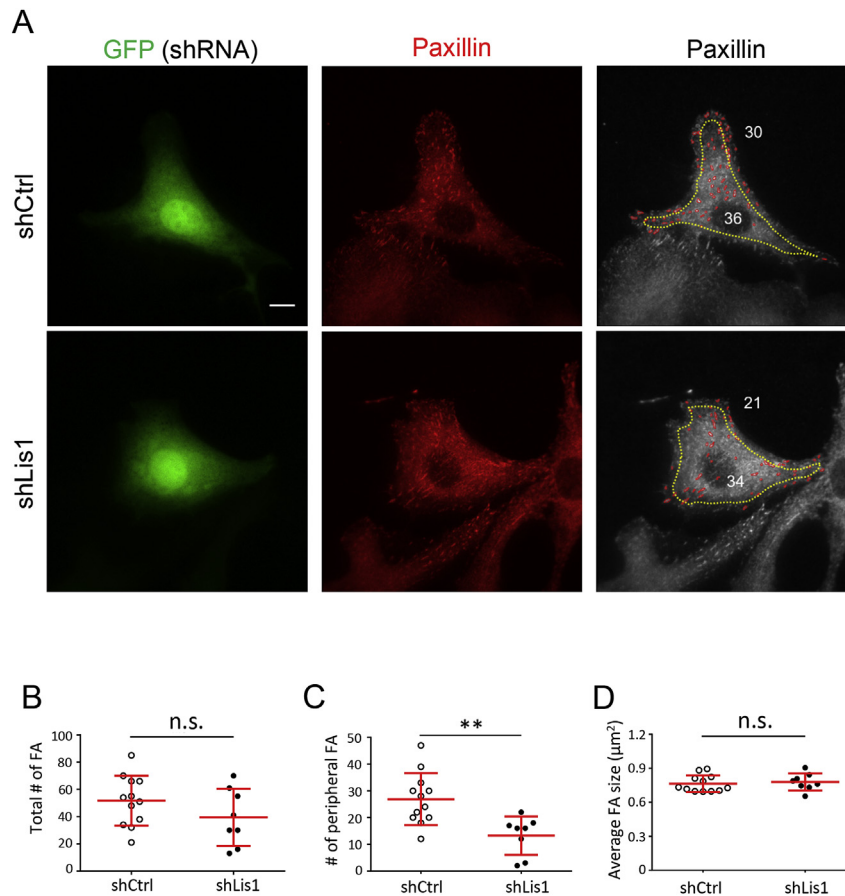 A
GFP (shRNA)
Paxillin
Paxillin
shCtrl
30
36
shLis1
21
34
B
n.s.
Total # of FA
100
80
60
40
20
0
shCtrl
shLis1
C
**
# of peripheral FA
50
40
30
20
10
0
shCtrl
shLis1
D
n.s.
Average FA size (μm²)
1.2
0.9
0.6
0.3
0
shCtrl
shLis1